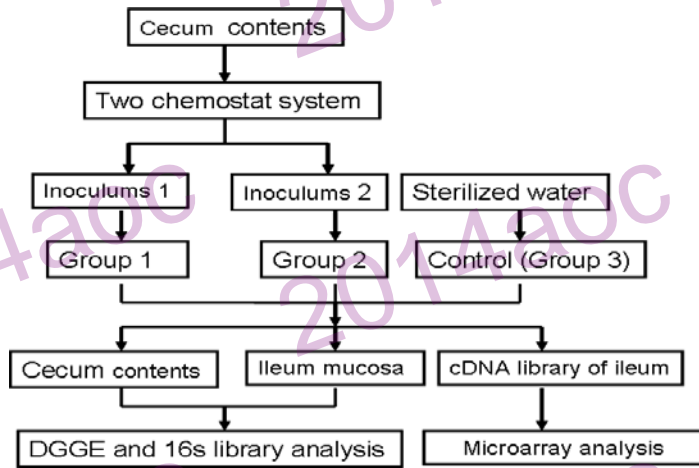 Cecum contents
Two chemostat system
Inoculums 1
Inoculums 2
Sterilized water
Group 1
Group 2
Control (Group 3)
Cecum contents
Ileum mucosa
cDNA library of ileum
DGGE and 16s library analysis
Microarray analysis
2014aoc